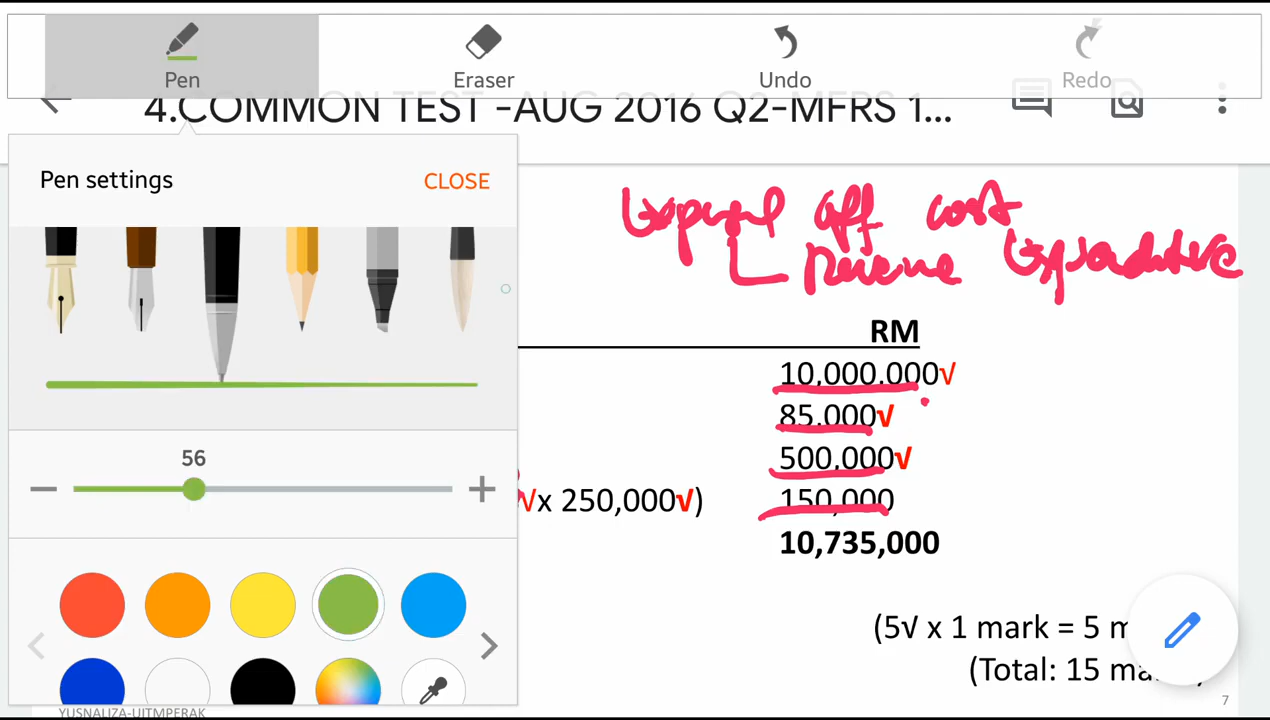 Pen
Eraser
Undo
Redo
4.COMMON TEST -AUG 2016 Q2-MFRS 1...
Pen settings
CLOSE
off cost
Revenue Expenditure
RM
10,000,000√
85,000√
500,000√
√x 250,000√)
150,000
10,735,000
56
(5√ x 1 mark = 5 m
(Total: 15 ma
YUSNALIZA-UITMPERAK
7